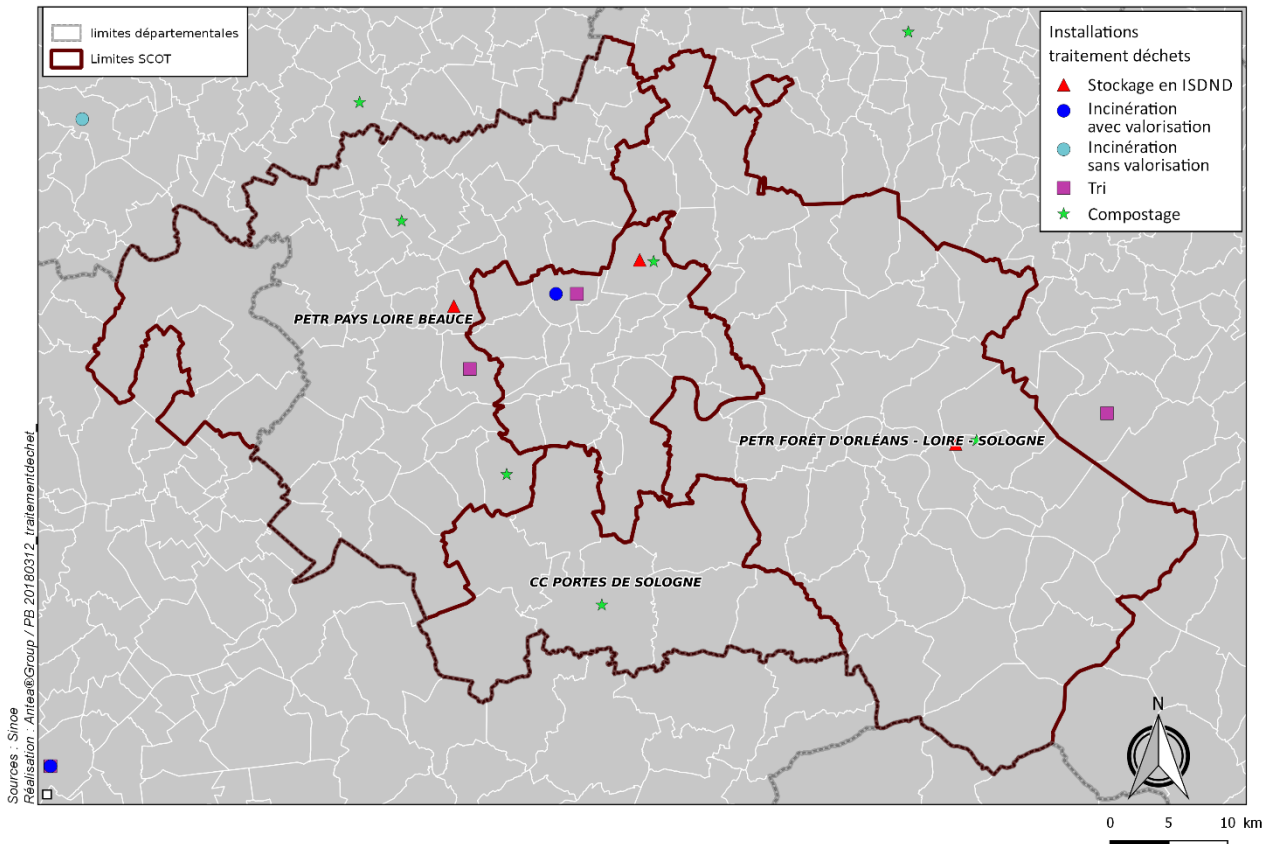 limites départementales
Limites SCOT
Installations
traitement déchets
Stockage en ISDND
Incinération
avec valorisation
Incinération
sans valorisation
Tri
Compostage
PETR PAYS LOIRE BEAUCE
PETR FORÊT D'ORLÉANS - LOIRE - SOLOGNE
CC PORTES DE SOLOGNE
Sources : Sinoe
Réalisation : Antea®Group / PB 20180312_traitementdechet
N
0 5 10 km